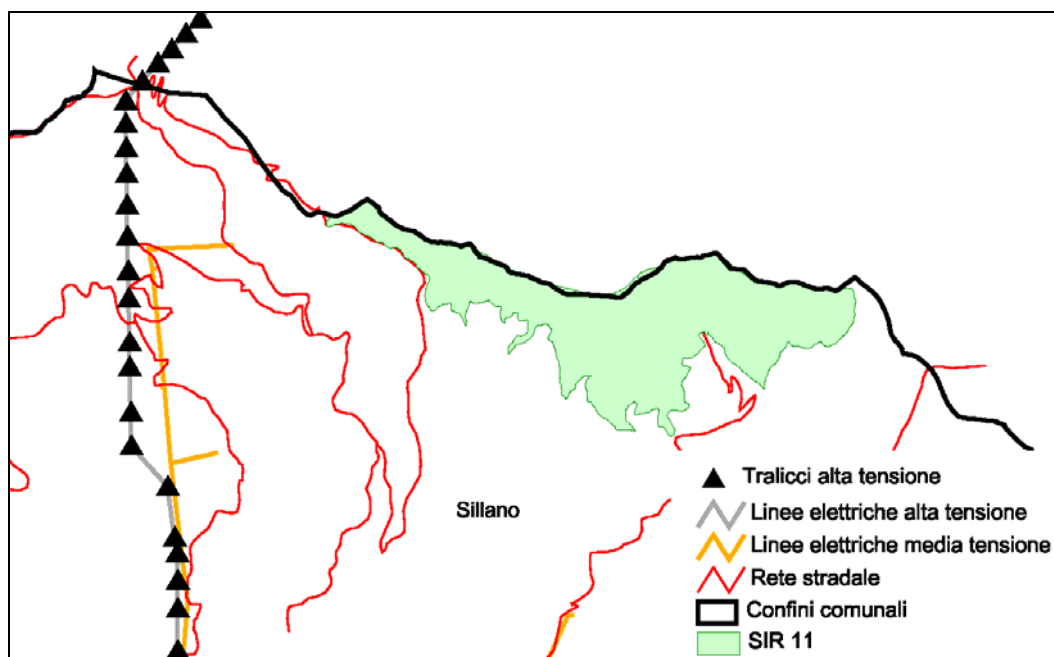 Sillano
Tralicci alta tensione
Linee elettriche alta tensione
Linee elettriche media tensione
Rete stradale
Confini comunali
SIR 11